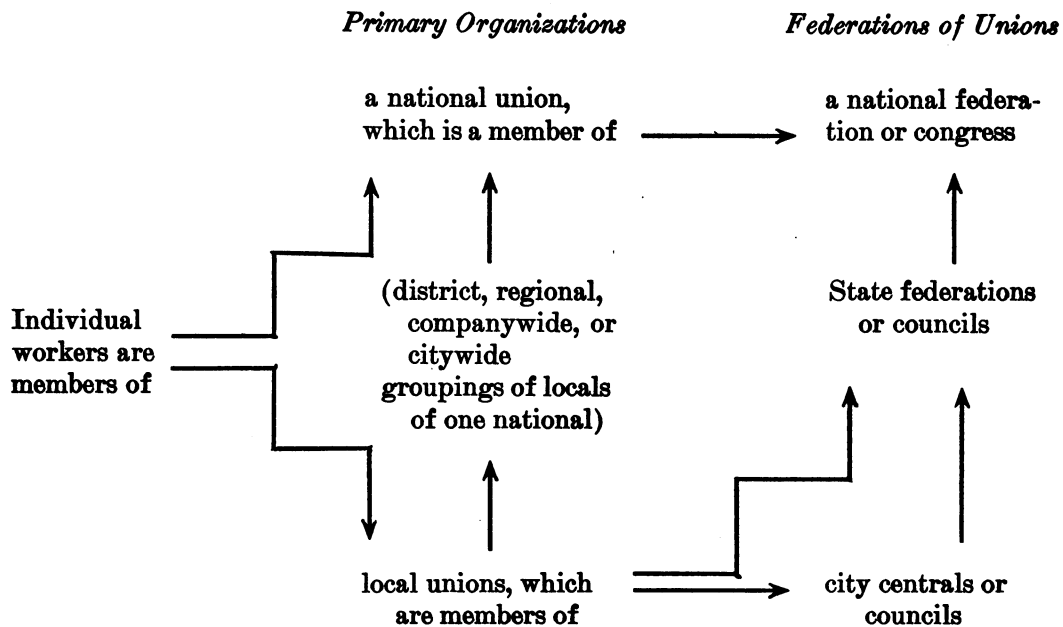 Primary Organizations
Federations of Unions
a national union,
which is a member of
a national federa-
tion or congress
Individual
workers are
members of
(district, regional,
companywide, or
citywide
groupings of locals
of one national)
State federations
or councils
local unions, which
are members of
city centrals or
councils